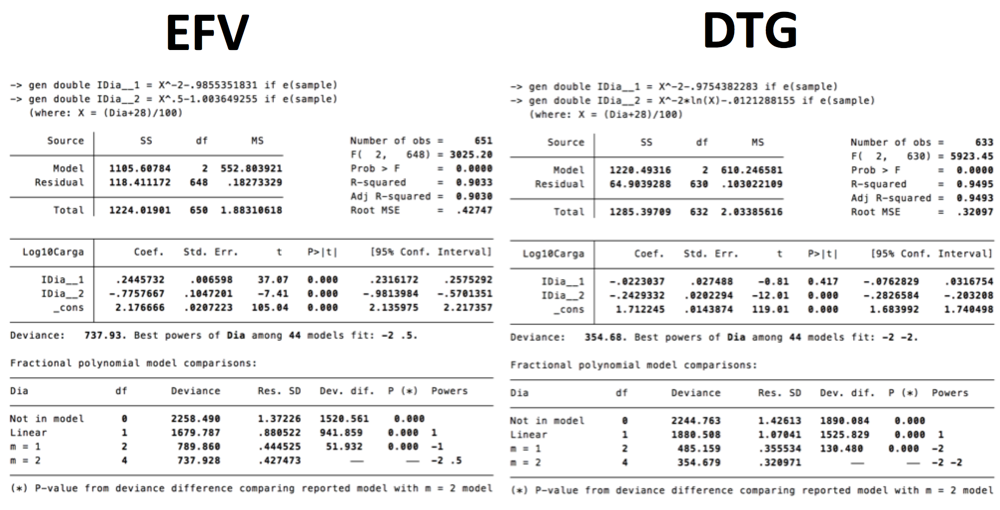 EFV
-> gen double IDia__1 = X^-2-.9855351831 if e(sample)
-> gen double IDia__2 = X^.5-1.003649255 if e(sample)
(where: X = (Dia+28)/100)
Source SS df MS
Model 1105.60784 2 552.803921
Residual 118.411172 648 .18273329
Total 1224.01901 650 1.88310618
Number of obs = 651
F( 2, 648) = 3025.20
Prob > F = 0.0000
R-squared = 0.9033
Adj R-squared = 0.9030
Root MSE = .42747
Log10Carga Coef. Std. Err. t P>|t| [95% Conf. Interval]
IDia__1 .2445732 .006598 37.07 0.000 .2316172 .2575292
IDia__2 -.7757667 .1047201 -7.41 0.000 -.9813984 -.5701351
_cons 2.176666 .0207223 105.04 0.000 2.135975 2.217357
Deviance: 737.93. Best powers of Dia among 44 models fit: -2 .5.
Fractional polynomial model comparisons:
Dia df Deviance Res. SD Dev. dif. P (*) Powers
Not in model 0 2258.490 1.37226 1520.561 0.000
Linear 1 1679.787 .880522 941.859 0.000 1
m = 1 2 789.860 .444525 51.932 0.000 -1
m = 2 4 737.928 .427473 — — -2 .5
(*) P-value from deviance difference comparing reported model with m = 2 model
DTG
-> gen double IDia__1 = X^-2-.9754382283 if e(sample)
-> gen double IDia__2 = X^-2*ln(X)-.0121288155 if e(sample)
(where: X = (Dia+28)/100)
Source SS df MS
Model 1220.49316 2 610.246581
Residual 64.9039288 630 .103022109
Total 1285.39709 632 2.03385616
Number of obs = 633
F( 2, 630) = 5923.45
Prob > F = 0.0000
R-squared = 0.9495
Adj R-squared = 0.9493
Root MSE = .32097
Log10Carga Coef. Std. Err. t P>|t| [95% Conf. Interval]
IDia__1 -.0223037 .027488 -0.81 0.417 -.0762829 .0316754
IDia__2 -.2429332 .0202294 -12.01 0.000 -.2826584 -.203208
_cons 1.712245 .0143874 119.01 0.000 1.683992 1.740498
Deviance: 354.68. Best powers of Dia among 44 models fit: -2 -2.
Fractional polynomial model comparisons:
Dia df Deviance Res. SD Dev. dif. P (*) Powers
Not in model 0 2244.763 1.42613 1890.084 0.000
Linear 1 1880.508 1.07041 1525.829 0.000 1
m = 1 2 485.159 .355534 130.480 0.000 -2
m = 2 4 354.679 .320971 — — -2 -2
(*) P-value from deviance difference comparing reported model with m = 2 model